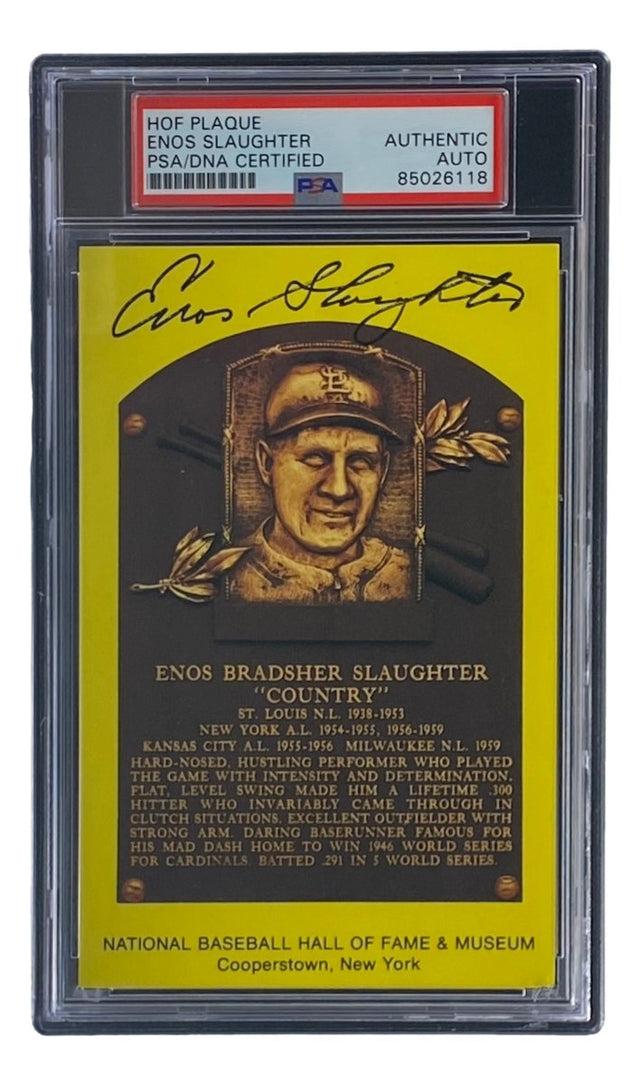 HOF PLAQUE
ENOS SLAUGHTER
PSA/DNA CERTIFIED
AUTHENTIC
AUTO
85026118
PSA
Enos Slaughter
STL
ENOS BRADSHER SLAUGHTER
"COUNTRY"
ST. LOUIS N.L. 1938-1953
NEW YORK A.L. 1954-1955, 1956-1959
KANSAS CITY A.L. 1955-1956 MILWAUKEE N.L. 1959
HARD-NOSED, HUSTLING PERFORMER WHO PLAYED
THE GAME WITH INTENSITY AND DETERMINATION.
FLAT, LEVEL SWING MADE HIM A LIFETIME .300
HITTER WHO INVARIABLY CAME THROUGH IN
CLUTCH SITUATIONS. EXCELLENT OUTFIELDER WITH
STRONG ARM. DARING BASERUNNER FAMOUS FOR
HIS MAD DASH HOME TO WIN 1946 WORLD SERIES
FOR CARDINALS. BATTED .291 IN 5 WORLD SERIES.
NATIONAL BASEBALL HALL OF FAME & MUSEUM
Cooperstown, New York